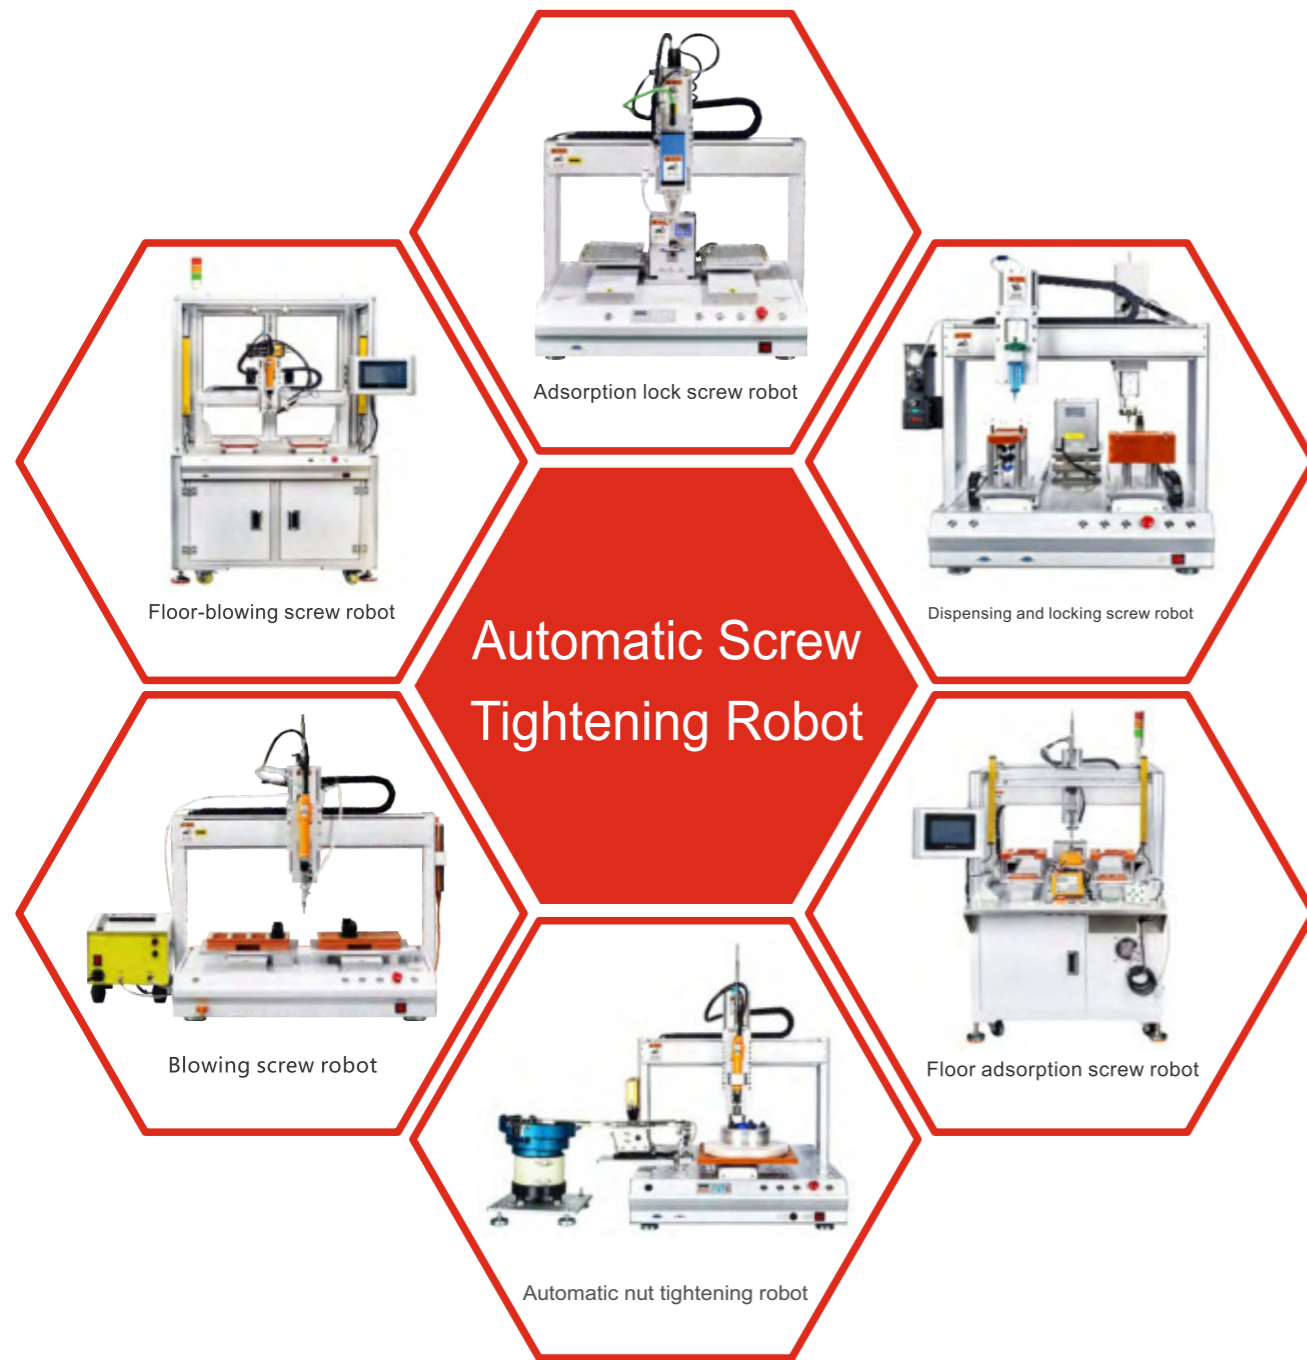 Adsorption lock screw robot
Floor-blowing screw robot
Dispensing and locking screw robot
Automatic Screw
Tightening Robot
Blowing screw robot
Floor adsorption screw robot
Automatic nut tightening robot